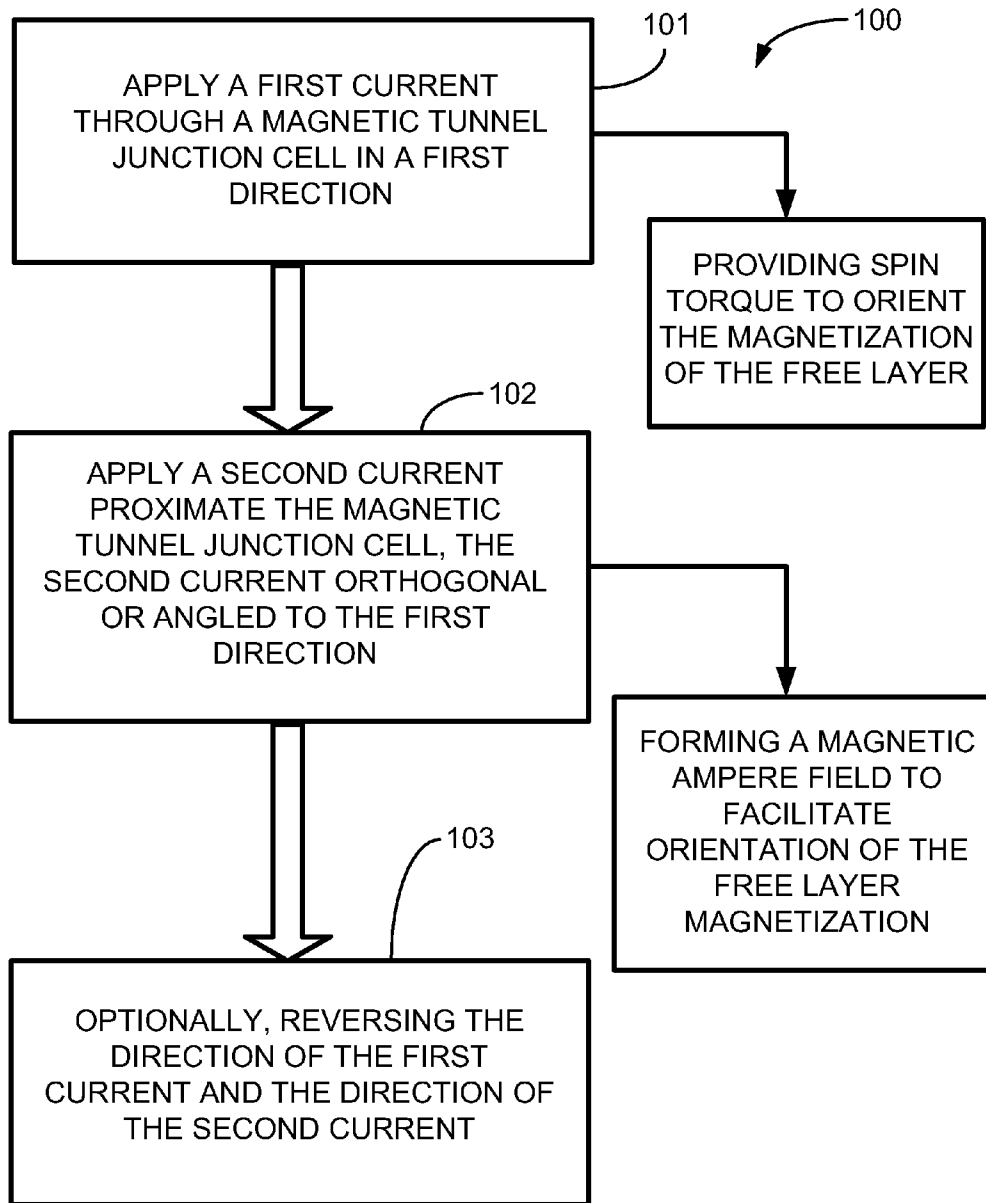 101
100
APPLY A FIRST CURRENT
THROUGH A MAGNETIC TUNNEL
JUNCTION CELL IN A FIRST
DIRECTION
PROVIDING SPIN
TORQUE TO ORIENT
THE MAGNETIZATION
OF THE FREE LAYER
102
APPLY A SECOND CURRENT
PROXIMATE THE MAGNETIC
TUNNEL JUNCTION CELL, THE
SECOND CURRENT ORTHOGONAL
OR ANGLED TO THE FIRST
DIRECTION
FORMING A MAGNETIC
AMPERE FIELD TO
FACILITATE
ORIENTATION OF THE
FREE LAYER
MAGNETIZATION
103
OPTIONALLY, REVERSING THE
DIRECTION OF THE FIRST
CURRENT AND THE DIRECTION OF
THE SECOND CURRENT